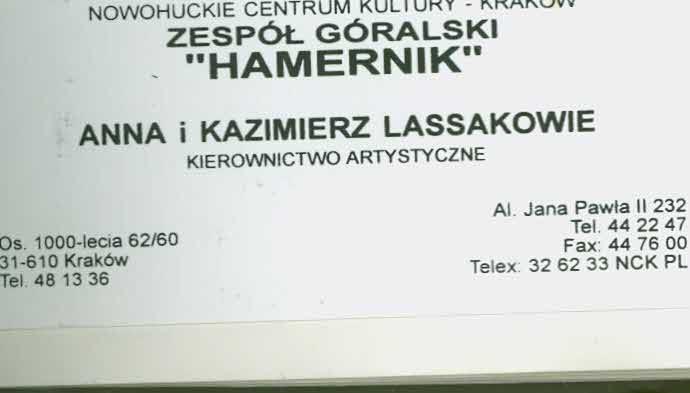 NOWOHUCKIE CENTRUM KULTURY - KRAKÓW
ZESPÓŁ GÓRALSKI
"HAMERNIK"
ANNA i KAZIMIERZ LASSAKOWIE
KIEROWNICTWO ARTYSTYCZNE
Os. 1000-lecia 62/60
31-610 Kraków
Tel. 48 13 36
Al. Jana Pawła II 232
Tel. 44 22 47
Fax: 44 76 00
Telex: 32 62 33 NCK PL